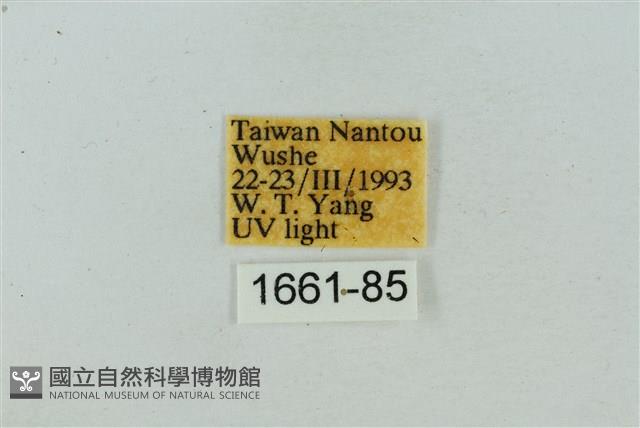 Taiwan Nantou
Wushe
22-23/III/1993
W. T. Yang
UV light
1661-85
國立自然科學博物館
NATIONAL MUSEUM OF NATURAL SCIENCE